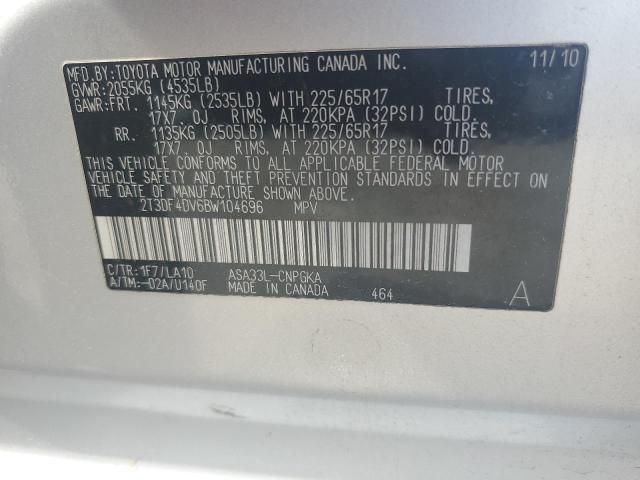 MFD.BY:TOYOTA MOTOR MANUFACTURING CANADA INC. 11/10
GVWR:2055KG (4535LB)
GAWR:FRT. 1145KG (2535LB) WITH 225/65R17 TIRES,
17X7.0J RIMS, AT 220KPA (32PSI) COLD.
RR. 1135KG (2505LB) WITH 225/65R17 TIRES,
17X7.0J RIMS, AT 220KPA (32PSI) COLD.
THIS VEHICLE CONFORMS TO ALL APPLICABLE FEDERAL MOTOR
VEHICLE SAFETY AND THEFT PREVENTION STANDARDS IN EFFECT ON
THE DATE OF MANUFACTURE SHOWN ABOVE.
2T3DF4DV6BW104696 MPV
C/TR:1F7/LA10 ASA33L-CNPGKA
A/TM:-02A/U140F MADE IN CANADA 464 A